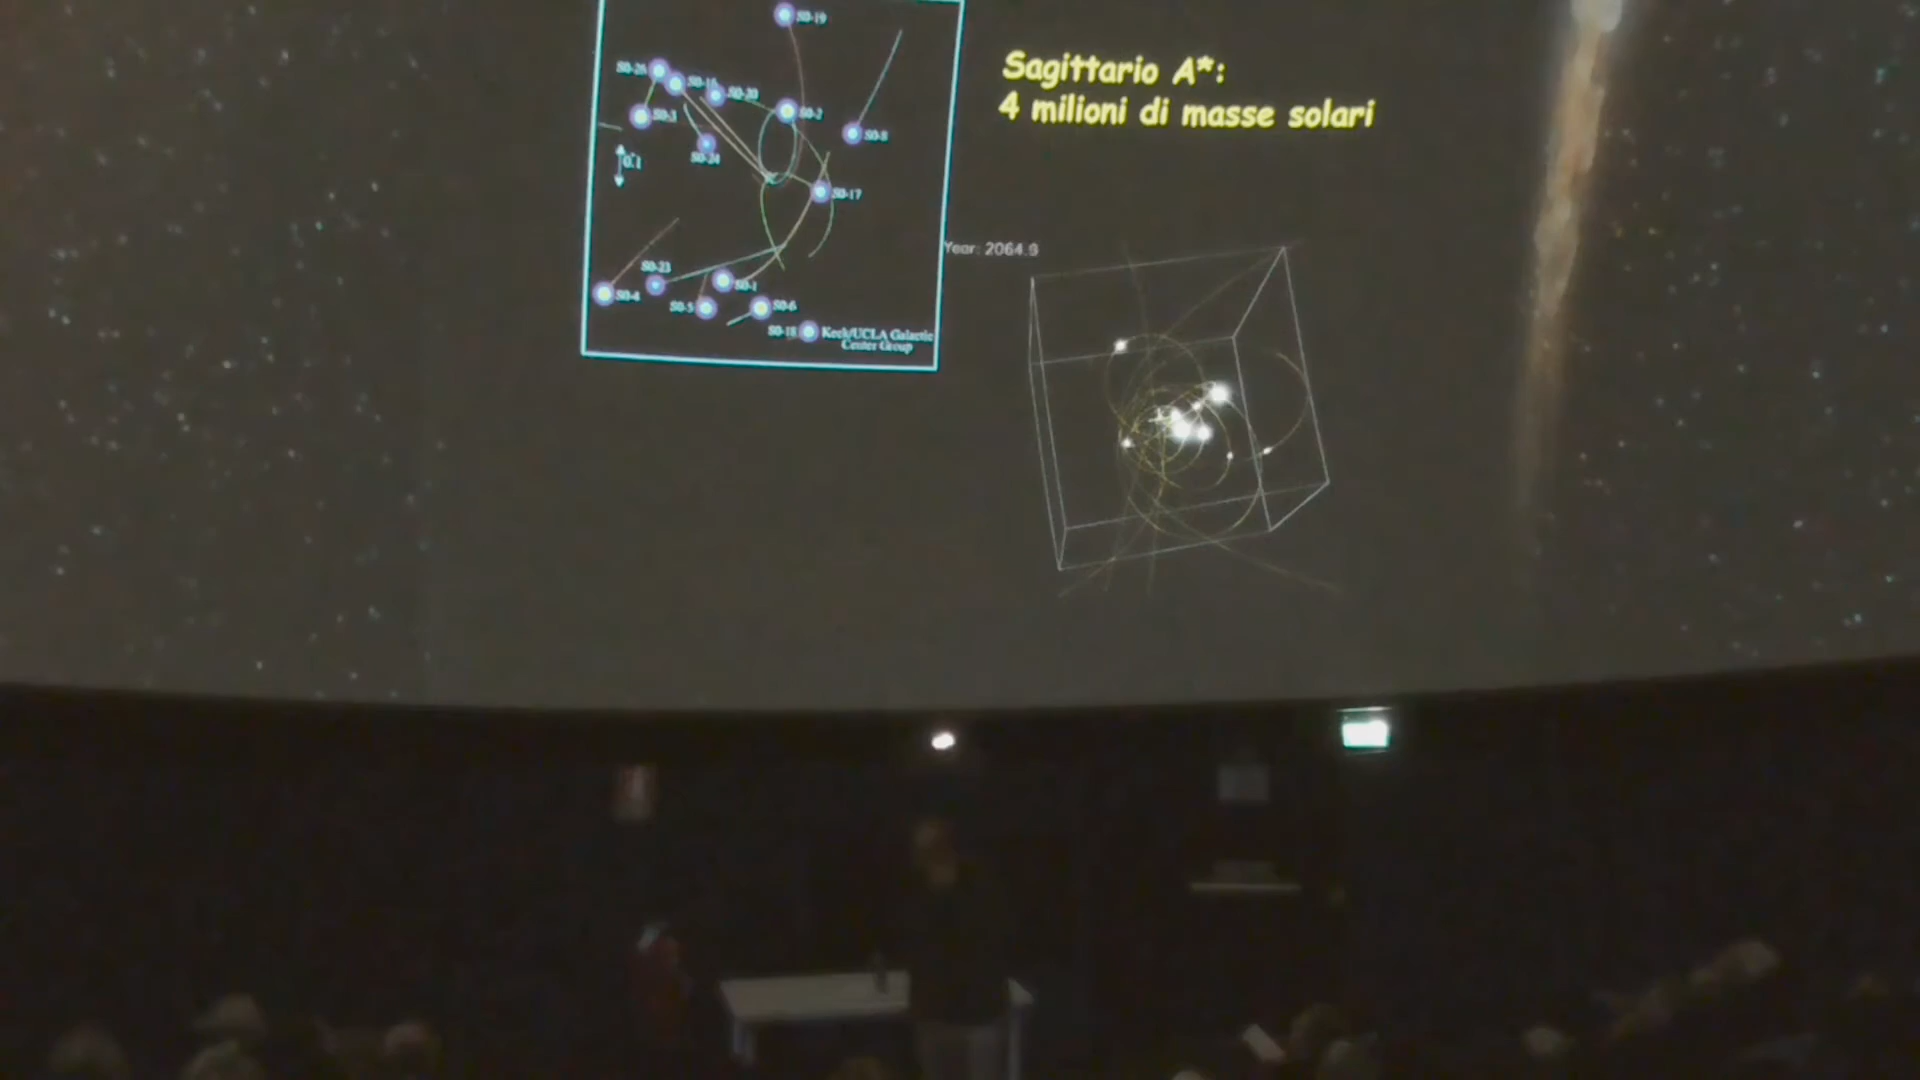 S0-19
S0-26
S0-16
S0-20
S0-2
S0-3
S0-8
S0-24
0.1
S0-17
S0-23
S0-4
S0-1
S0-5
S0-6
S0-18
Keck/UCLA Galactic
Center Group
Sagittario A*:
4 milioni di masse solari
Year: 2064.9